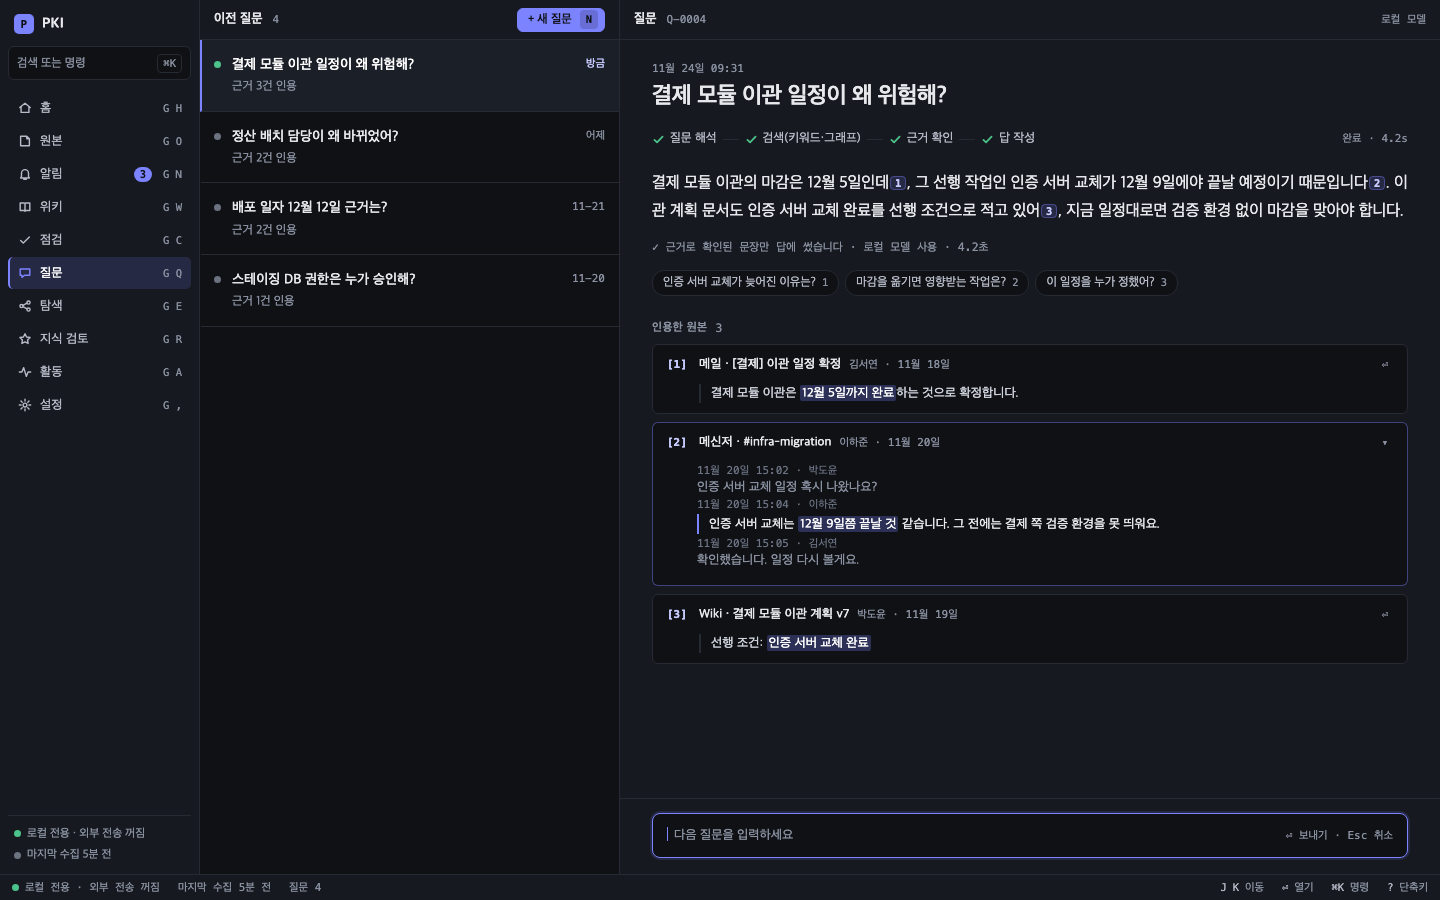 P PKI
검색 또는 명령 ⌘K
홈 G H
원본 G O
알림 3 G N
위키 G W
점검 G C
질문 G Q
탐색 G E
지식 검토 G R
활동 G A
설정 G ,
로컬 전용 · 외부 전송 꺼짐
마지막 수집 5분 전
이전 질문 4
+ 새 질문 N
결제 모듈 이관 일정이 왜 위험해? 방금
근거 3건 인용
정산 배치 담당이 왜 바뀌었어? 어제
근거 2건 인용
배포 일자 12월 12일 근거는? 11-21
근거 2건 인용
스테이징 DB 권한은 누가 승인해? 11-20
근거 1건 인용
질문 Q-0004 로컬 모델
11월 24일 09:31
결제 모듈 이관 일정이 왜 위험해?
✓ 질문 해석 ✓ 검색(키워드·그래프) ✓ 근거 확인 ✓ 답 작성 완료 · 4.2s
결제 모듈 이관의 마감은 12월 5일인데 1 , 그 선행 작업인 인증 서버 교체가 12월 9일에야 끝날 예정이기 때문입니다 2 . 이
관 계획 문서도 인증 서버 교체 완료를 선행 조건으로 적고 있어 3 , 지금 일정대로면 검증 환경 없이 마감을 맞아야 합니다.
✓ 근거로 확인된 문장만 답에 썼습니다 · 로컬 모델 사용 · 4.2초
인증 서버 교체가 늦어진 이유는? 1 마감을 옮기면 영향받는 작업은? 2 이 일정을 누가 정했어? 3
인용한 원본 3
[1] 메일 · [결제] 이관 일정 확정 김서연 · 11월 18일 ⏎
결제 모듈 이관은 12월 5일까지 완료하는 것으로 확정합니다.
[2] 메신저 · #infra-migration 이하준 · 11월 20일 ▾
11월 20일 15:02 · 박도윤
인증 서버 교체 일정 혹시 나왔나요?
11월 20일 15:04 · 이하준
인증 서버 교체는 12월 9일쯤 끝날 것 같습니다. 그 전에는 결제 쪽 검증 환경을 못 띄워요.
11월 20일 15:05 · 김서연
확인했습니다. 일정 다시 볼게요.
[3] Wiki · 결제 모듈 이관 계획 v7 박도윤 · 11월 19일 ⏎
선행 조건: 인증 서버 교체 완료
다음 질문을 입력하세요 ⏎ 보내기 · Esc 취소
로컬 전용 · 외부 전송 꺼짐 마지막 수집 5분 전 질문 4
J K 이동 ⏎ 열기 ⌘K 명령 ? 단축키